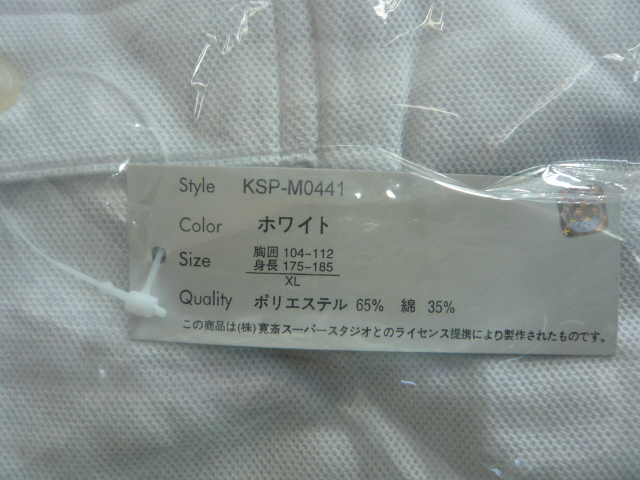 Style KSP-M0441
Color ホワイト
Size 胸囲 104-112
身長 175-185
XL
Quality ポリエステル 65% 綿 35%
この商品は(株)寛斎スーパースタジオとのライセンス提携により製作されたものです。